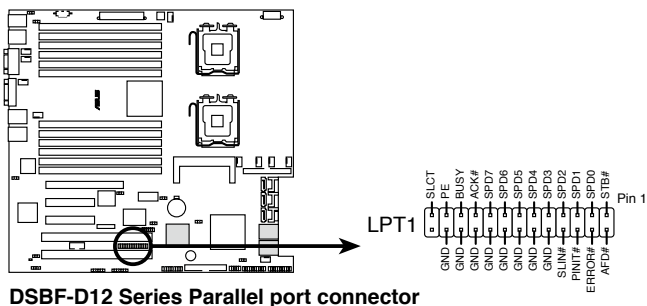 ASUS
SLCT
PE
BUSY
ACK#
SPD7
SPD6
SPD5
SPD4
SPD3
SPD2
SPD1
SPD0
STB#
Pin 1
LPT1
GND
GND
GND
GND
GND
GND
GND
GND
SLIN#
PINIT#
ERROR#
AFD#
DSBF-D12 Series Parallel port connector